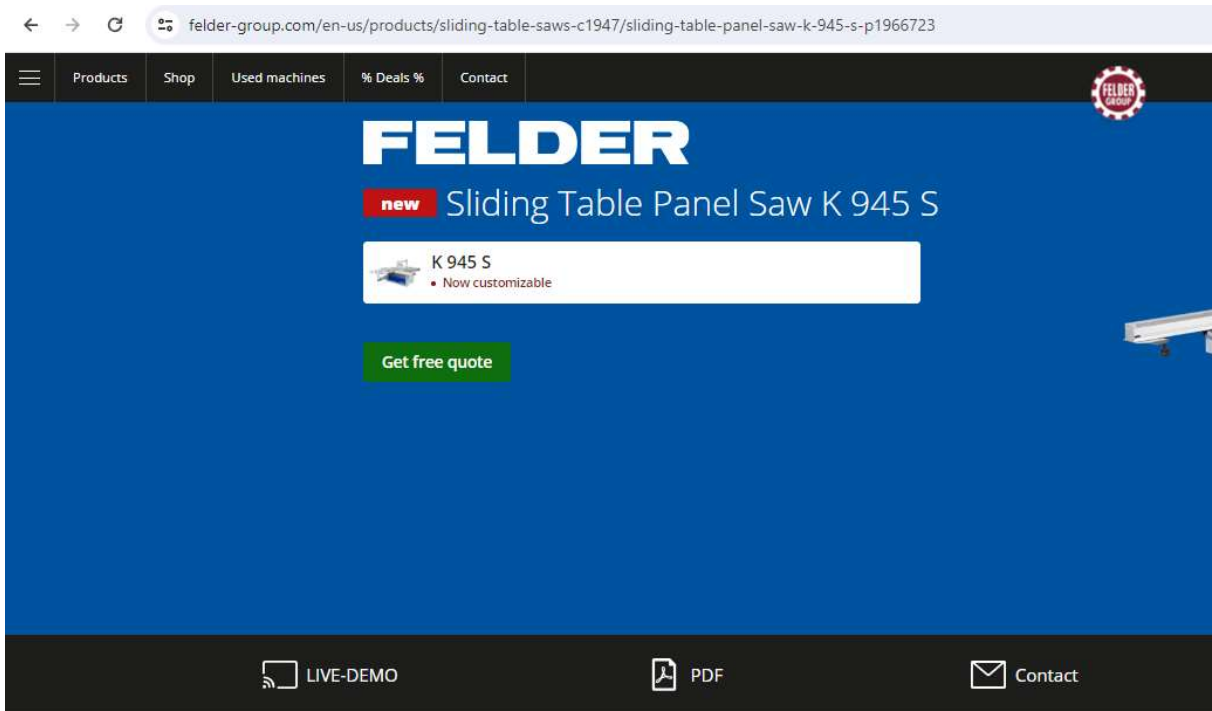 felder-group.com/en-us/products/sliding-table-saws-c1947/sliding-table-panel-saw-k-945-s-p1966723
Products Shop Used machines % Deals % Contact
FELDER GROUP
FELDER
new Sliding Table Panel Saw K 945 S
K 945 S
• Now customizable
Get free quote
LIVE-DEMO PDF Contact